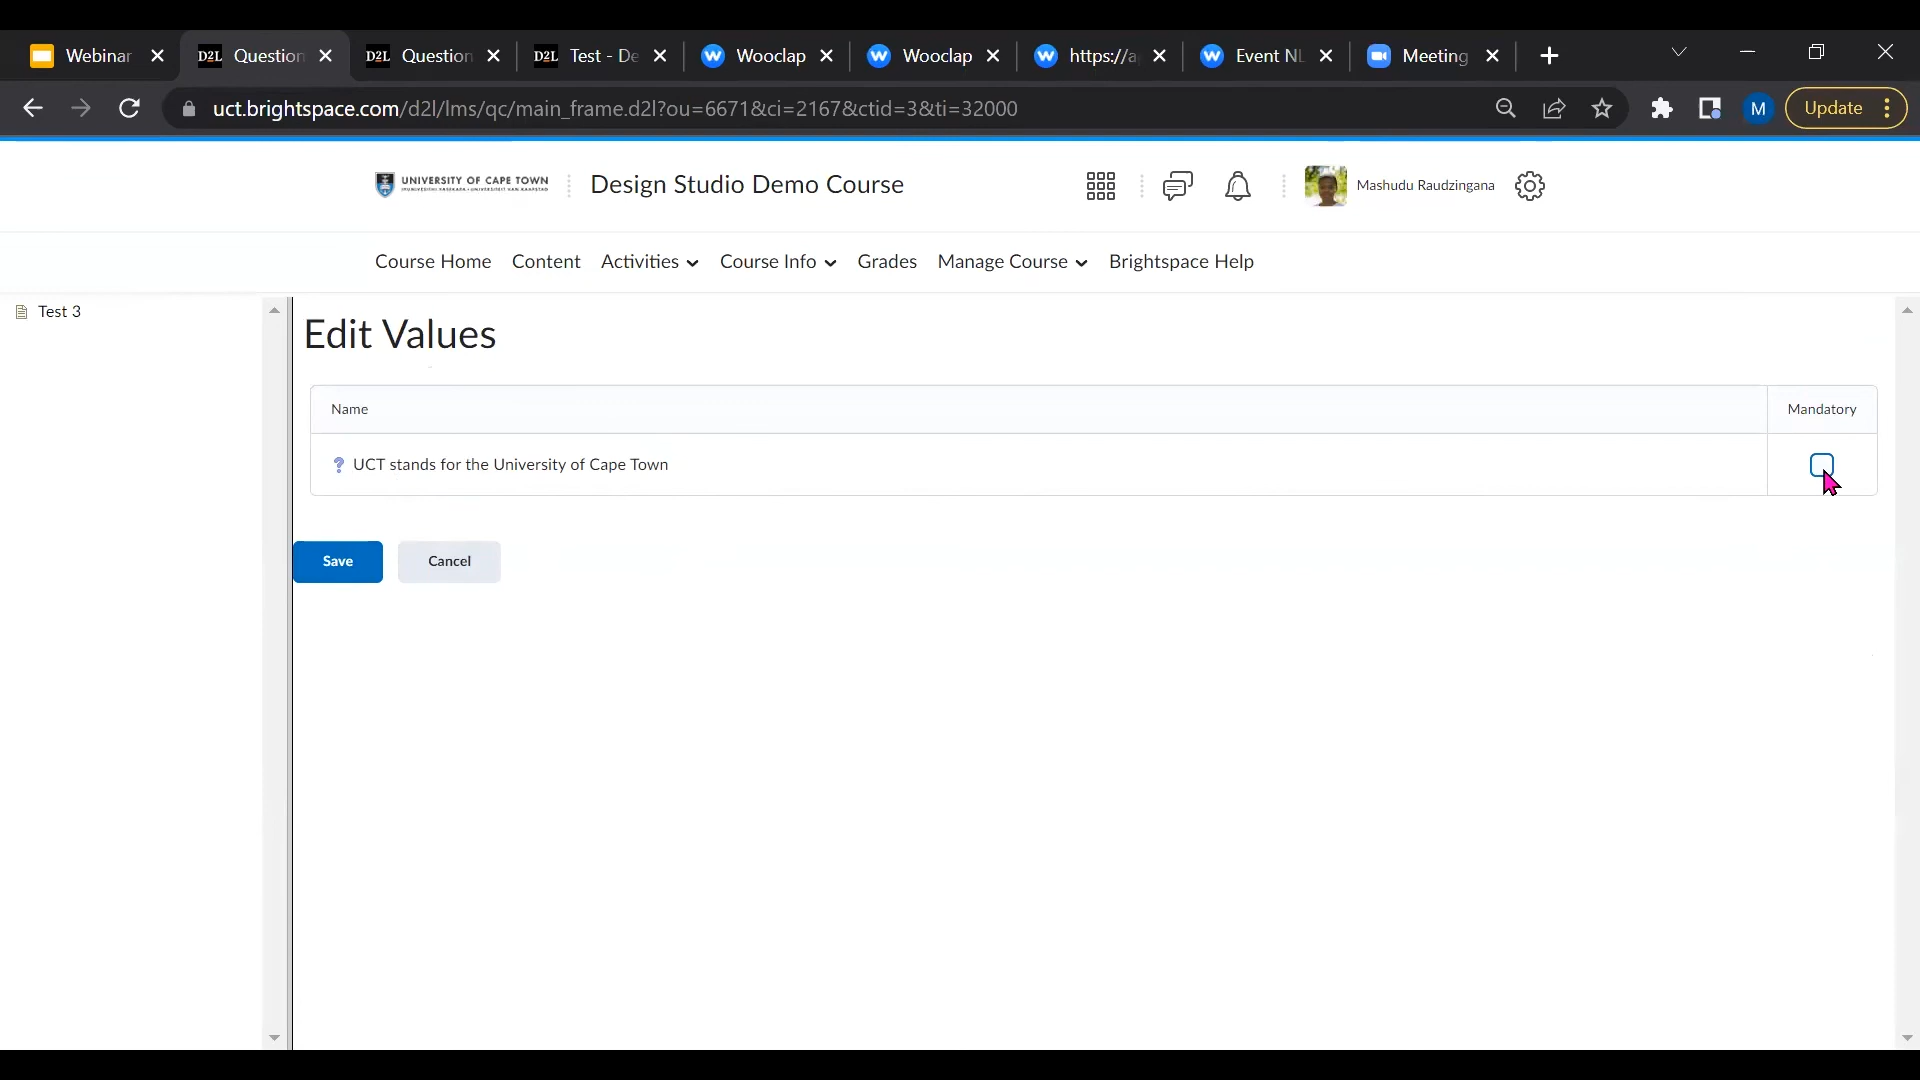 Webinar
D2L Question
D2L Question
D2L Test - De
W Wooclap
W Wooclap
W https://a
W Event NL
Meeting
uct.brightspace.com/d2l/lms/qc/main_frame.d2l?ou=6671&ci=2167&ctid=3&ti=32000
M
Update
UNIVERSITY OF CAPE TOWN
Design Studio Demo Course
Mashudu Raudzingana
Course Home
Content
Activities
Course Info
Grades
Manage Course
Brightspace Help
Test 3
Edit Values
Name
Mandatory
? UCT stands for the University of Cape Town
Save
Cancel